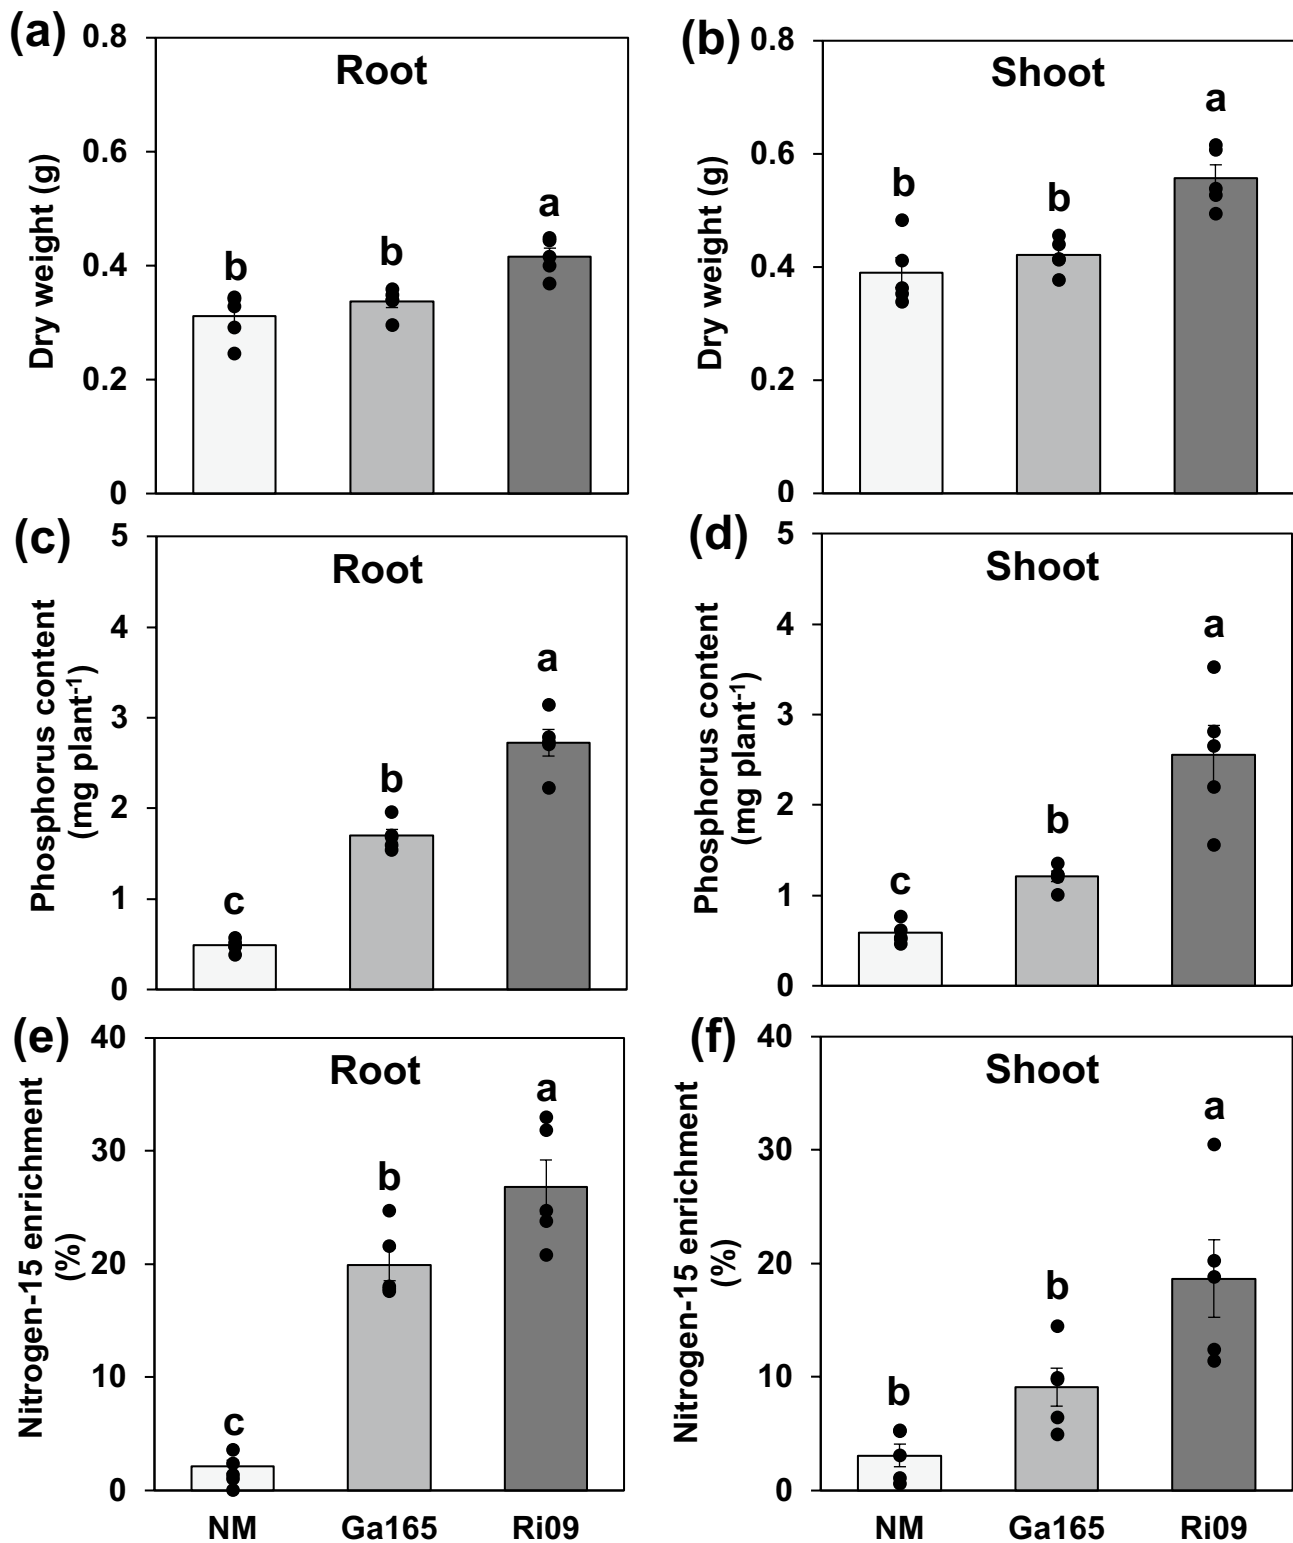 (a)
Root
Dry weight (g)
0.8
0.6
0.4
0.2
0
b
b
a
(b)
Shoot
Dry weight (g)
0.8
0.6
0.4
0.2
0
b
b
a
(c)
Root
Phosphorus content
(mg plant-1)
5
4
3
2
1
0
c
b
a
(d)
Shoot
Phosphorus content
(mg plant-1)
5
4
3
2
1
0
c
b
a
(e)
Root
Nitrogen-15 enrichment
(%)
40
30
20
10
0
c
b
a
NM Ga165 Ri09
(f)
Shoot
Nitrogen-15 enrichment
(%)
40
30
20
10
0
b
b
a
NM Ga165 Ri09